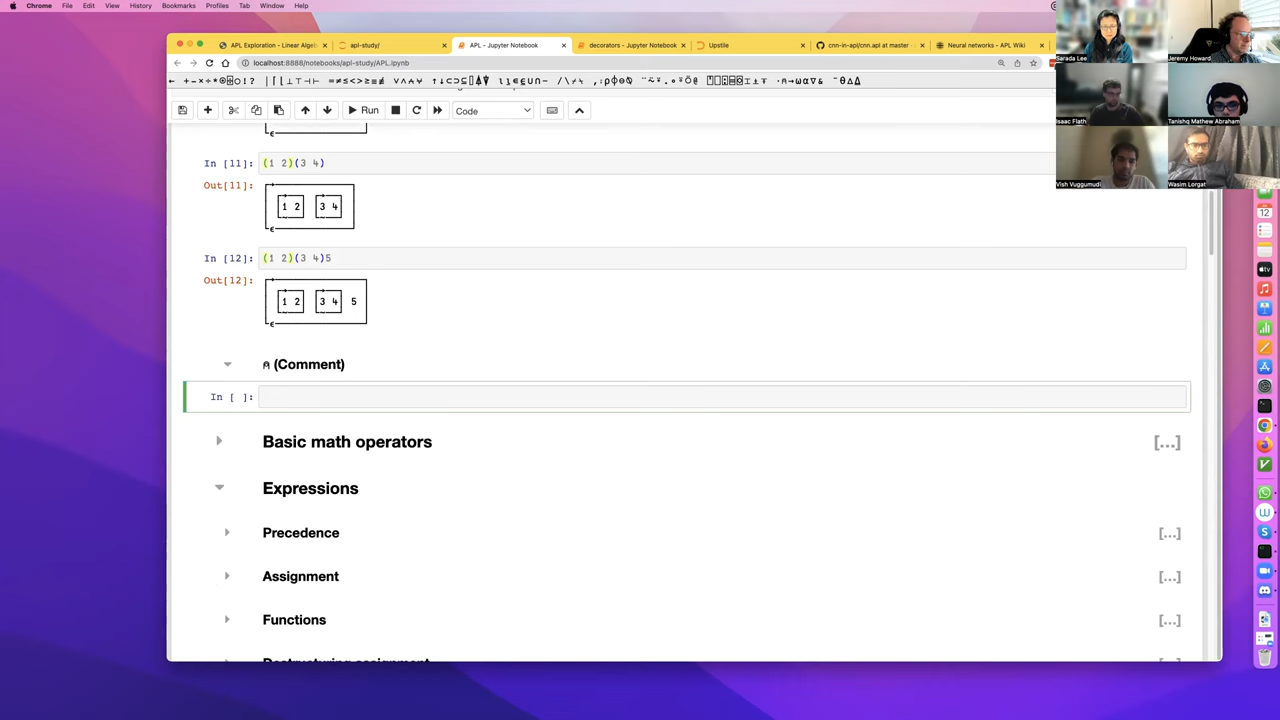 Chrome File Edit View History Bookmarks Profiles Tab Window Help
APL Exploration - Linear Algeb
apl-study/
APL - Jupyter Notebook
decorators - Jupyter Notebook
Upstile
cnn-in-apl/cnn.apl at master
Neural networks - APL Wiki
localhost:8888/notebooks/apl-study/APL.ipynb
Run
Code
In [11]: (1 2)(3 4)
Out[11]:
1 2 3 4
In [12]: (1 2)(3 4)5
Out[12]:
1 2 3 4 5
⍝ (Comment)
In [ ]:
Basic math operators
[...]
Expressions
Precedence
[...]
Assignment
[...]
Functions
[...]
Destructuring assignment
Sarada Lee
Jeremy Howard
Isaac Flath
Tanishq Mathew Abraham
Vish Vuggumudi
Wasim Lorgat
12